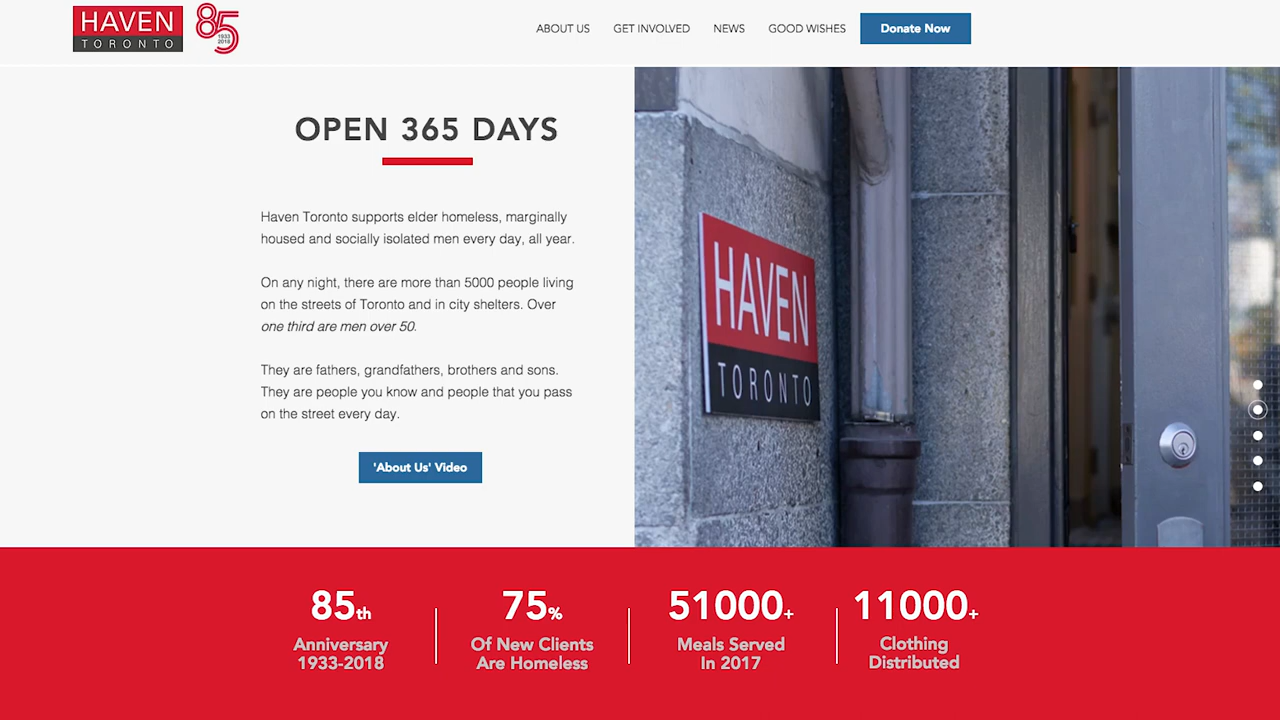 HAVEN
TORONTO
85
1933
2018
ABOUT US GET INVOLVED NEWS GOOD WISHES Donate Now
OPEN 365 DAYS
Haven Toronto supports elder homeless, marginally
housed and socially isolated men every day, all year.
On any night, there are more than 5000 people living
on the streets of Toronto and in city shelters. Over
one third are men over 50.
They are fathers, grandfathers, brothers and sons.
They are people you know and people that you pass
on the street every day.
'About Us' Video
HAVEN
TORONTO
85th
Anniversary
1933-2018
75%
Of New Clients
Are Homeless
51000+
Meals Served
In 2017
11000+
Clothing
Distributed